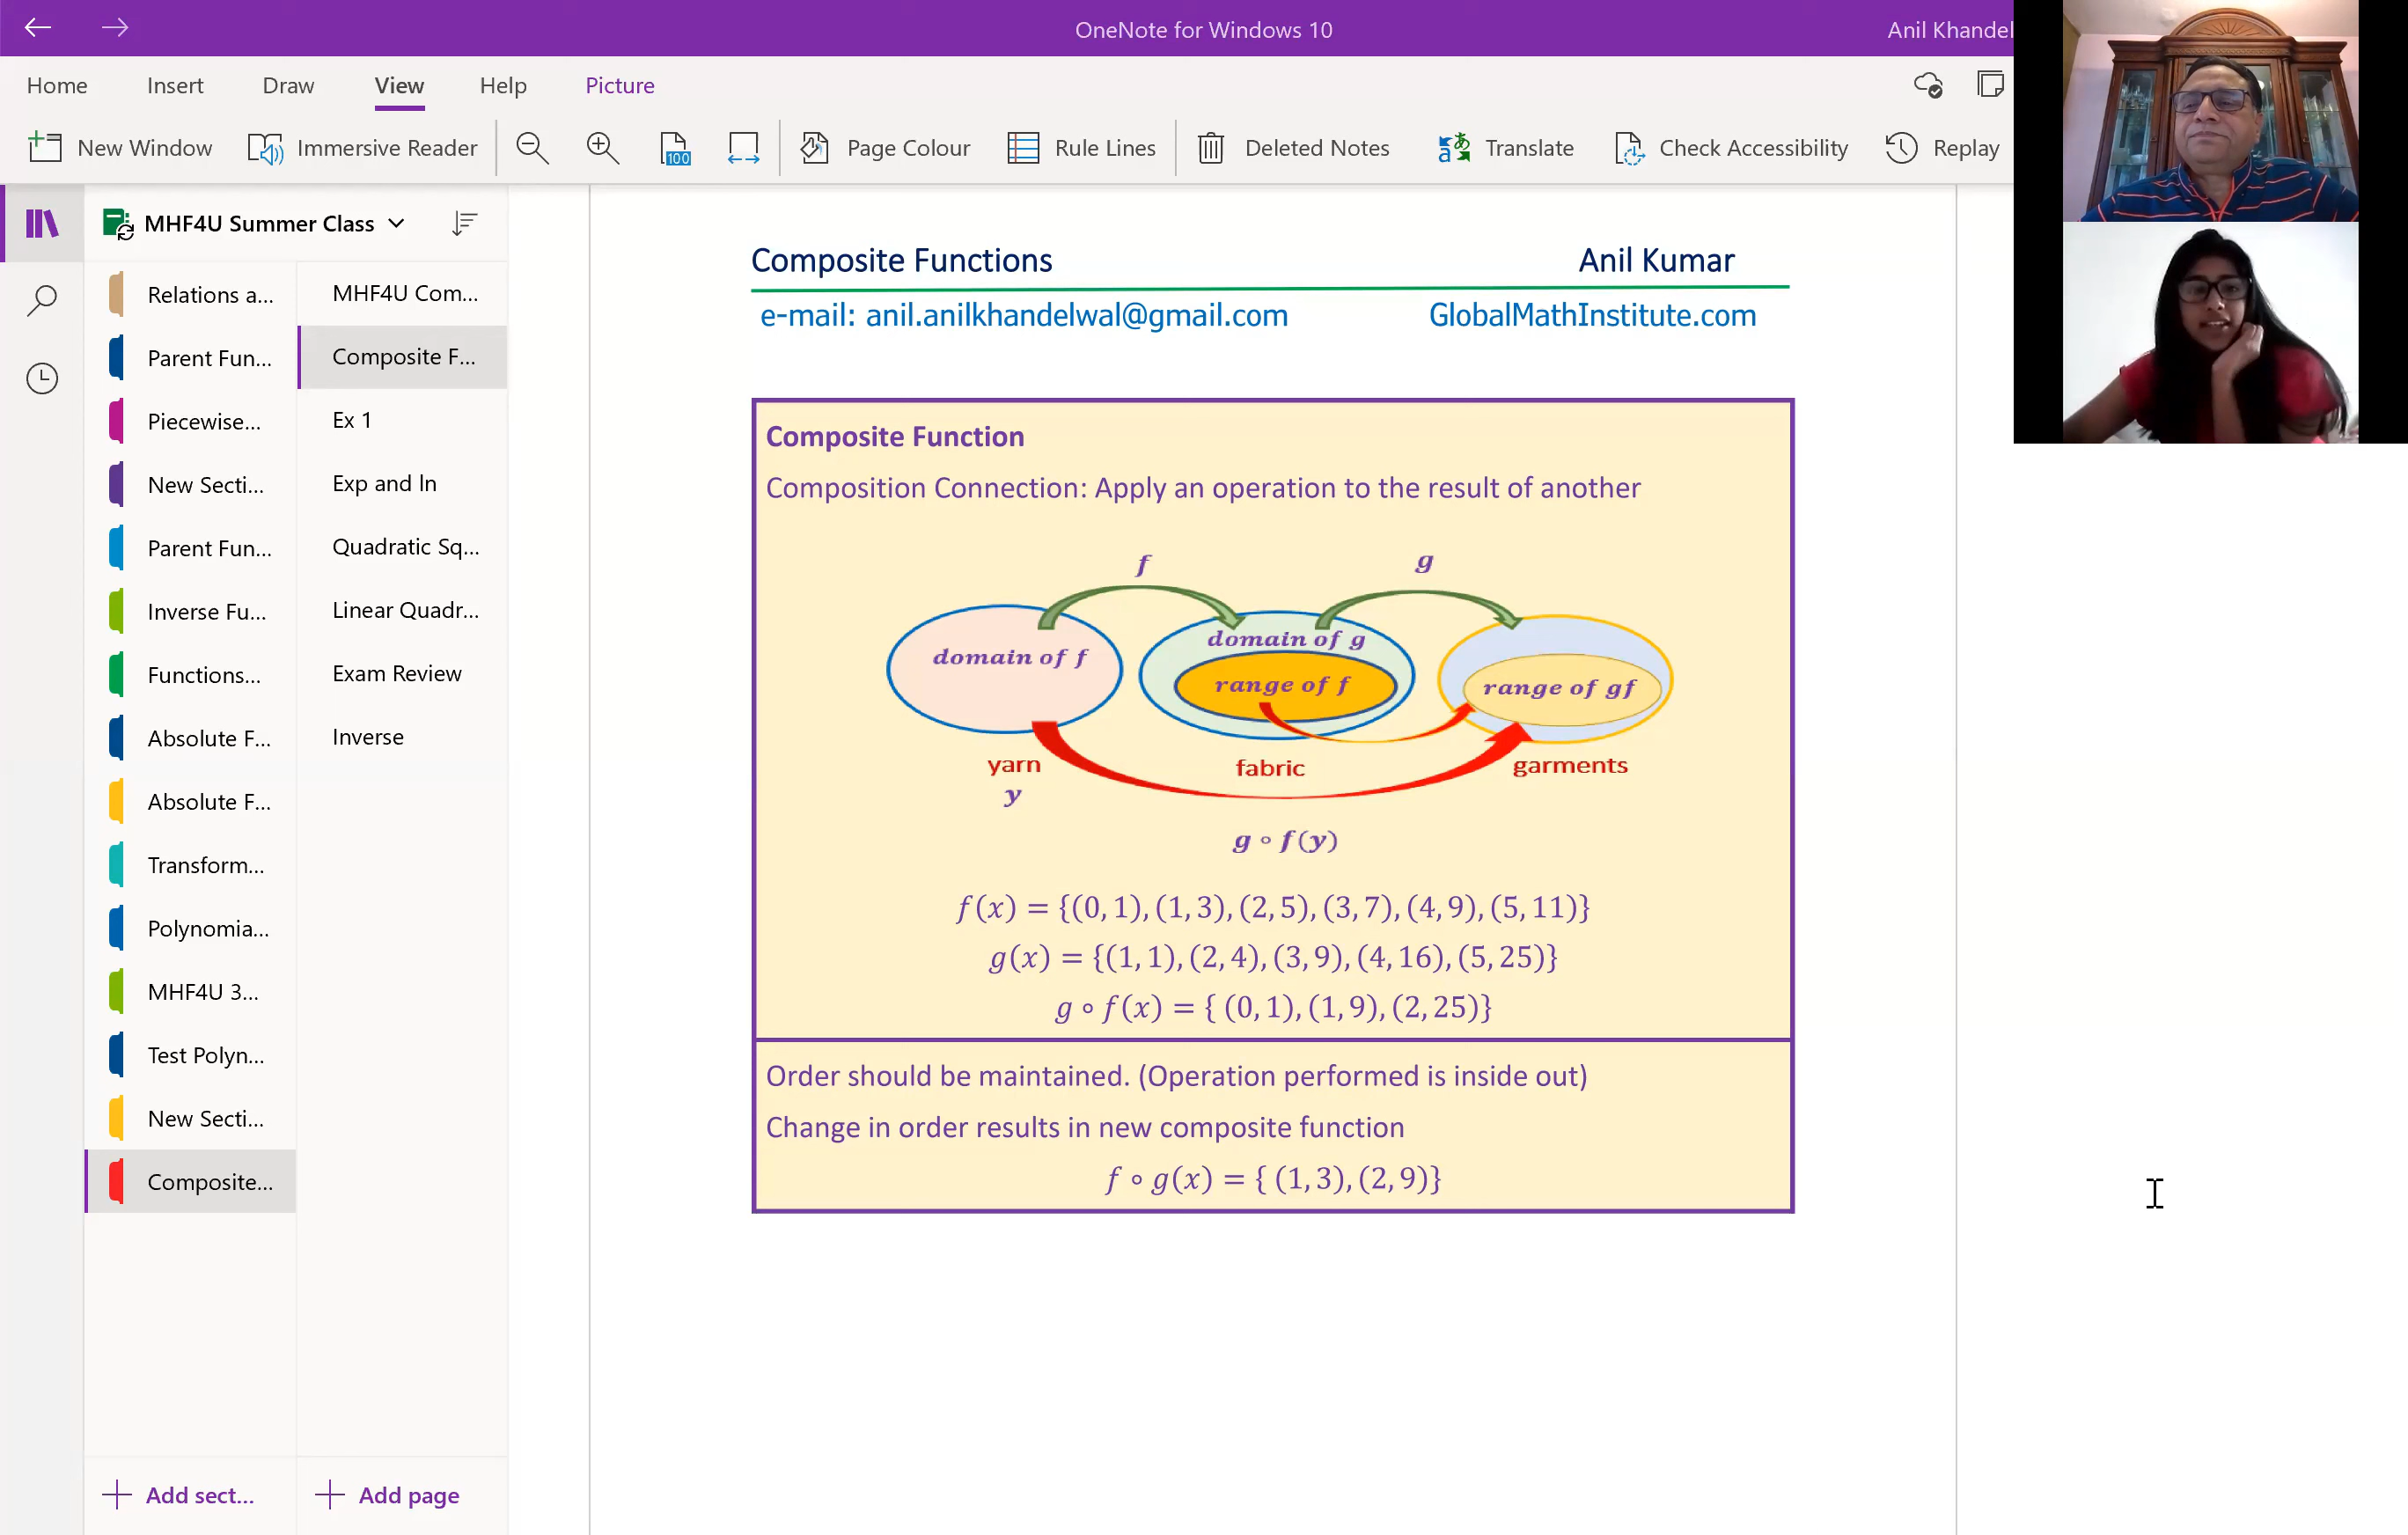 OneNote for Windows 10
Anil Khandel
Home Insert Draw View Help Picture
New Window Immersive Reader 100 Page Colour Rule Lines Deleted Notes Translate Check Accessibility Replay
MHF4U Summer Class
Relations a...
Parent Fun...
Piecewise...
New Secti...
Parent Fun...
Inverse Fu...
Functions...
Absolute F...
Absolute F...
Transform...
Polynomia...
MHF4U 3...
Test Polyn...
New Secti...
Composite...
Add sect...
MHF4U Com...
Composite F...
Ex 1
Exp and ln
Quadratic Sq...
Linear Quadr...
Exam Review
Inverse
Add page
Composite Functions Anil Kumar
e-mail: anil.anilkhandelwal@gmail.com GlobalMathInstitute.com
Composite Function
Composition Connection: Apply an operation to the result of another
f g
domain of f domain of g
range of f range of gf
yarn fabric garments
y
g ∘ f(y)
f(x) = {(0, 1), (1, 3), (2, 5), (3, 7), (4, 9), (5, 11)}
g(x) = {(1, 1), (2, 4), (3, 9), (4, 16), (5, 25)}
g ∘ f(x) = { (0, 1), (1, 9), (2, 25)}
Order should be maintained. (Operation performed is inside out)
Change in order results in new composite function
f ∘ g(x) = { (1, 3), (2, 9)}